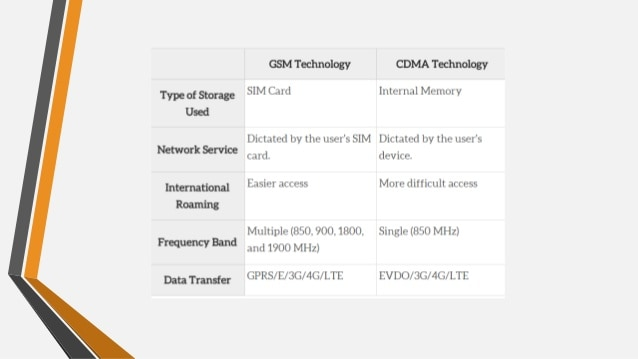 GSM Technology CDMA Technology
Type of Storage Used SIM Card Internal Memory
Network Service Dictated by the user's SIM card. Dictated by the user's device.
International Roaming Easier access More difficult access
Frequency Band Multiple (850, 900, 1800, and 1900 MHz) Single (850 MHz)
Data Transfer GPRS/E/3G/4G/LTE EVDO/3G/4G/LTE